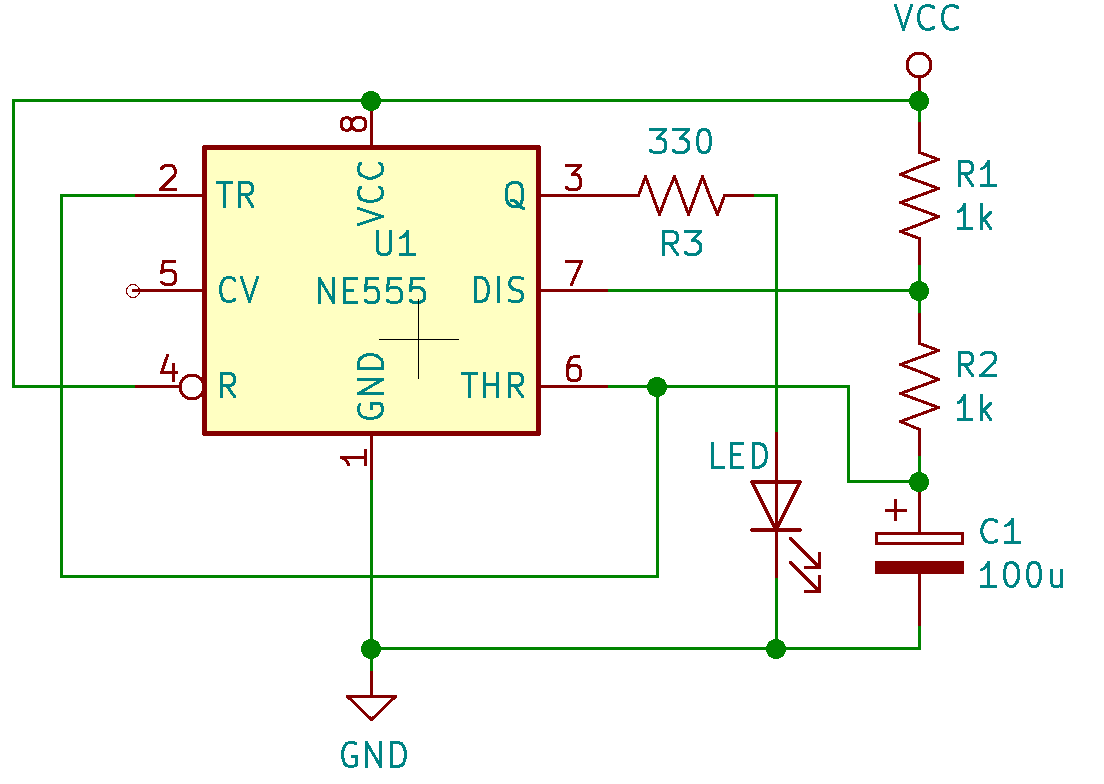 VCC
330
R3
R1
1k
8
2
TR
VCC
Q
3
U1
5
CV
NE555
DIS
7
4
R
GND
THR
6
R2
1k
1
LED
+
C1
100u
GND